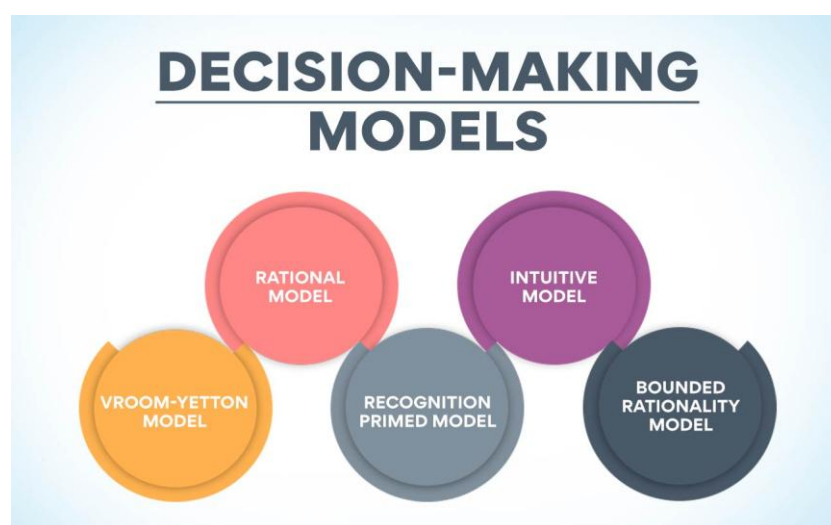 DECISION-MAKING
MODELS
RATIONAL
MODEL
INTUITIVE
MODEL
VROOM-YETTON
MODEL
RECOGNITION
PRIMED MODEL
BOUNDED
RATIONALITY
MODEL